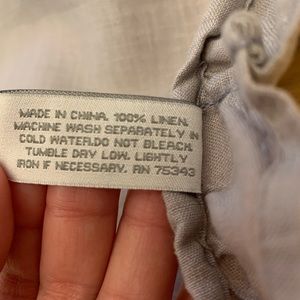 MADE IN CHINA. 100% LINEN.
MACHINE WASH SEPARATELY IN
COLD WATER.DO NOT BLEACH.
TUMBLE DRY LOW. LIGHTLY
IRON IF NECESSARY. RN 75343